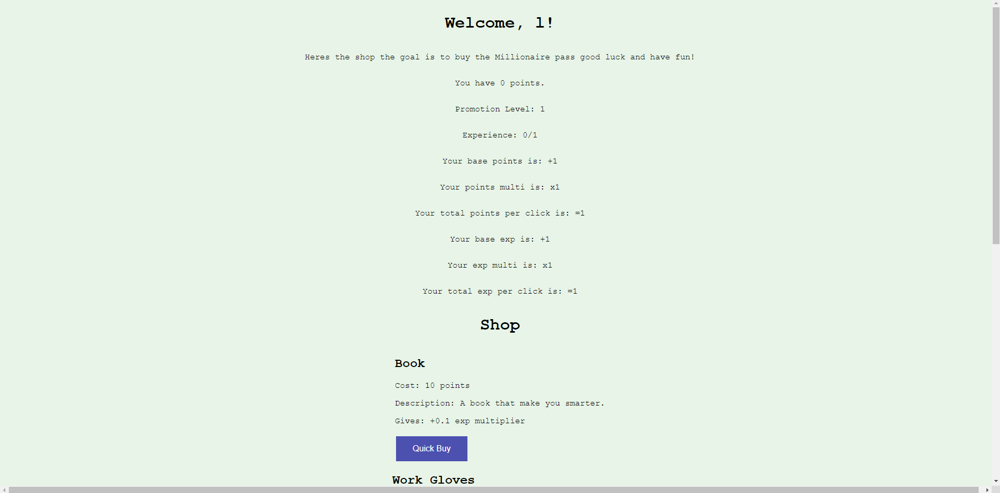 Welcome, l!
Heres the shop the goal is to buy the Millionaire pass good luck and have fun!
You have 0 points.
Promotion Level: 1
Experience: 0/1
Your base points is: +1
Your points multi is: x1
Your total points per click is: =1
Your base exp is: +1
Your exp multi is: x1
Your total exp per click is: =1
Shop
Book
Cost: 10 points
Description: A book that make you smarter.
Gives: +0.1 exp multiplier
Quick Buy
Work Gloves